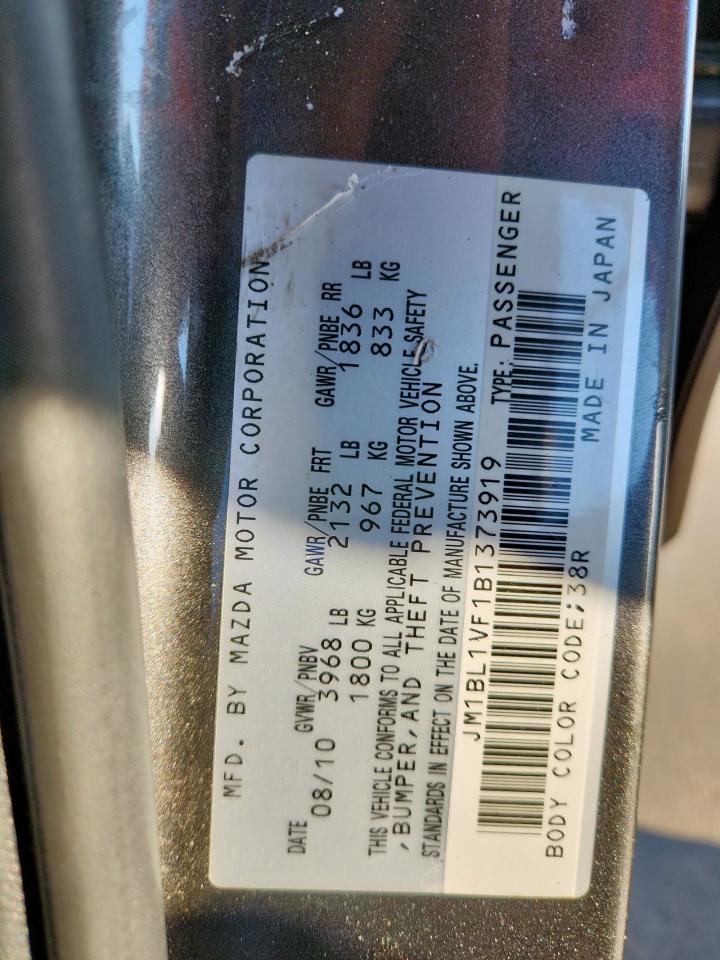 MFD. BY MAZDA MOTOR CORPORATION
DATE GVWR/PNBV GAWR/PNBE FRT GAWR/PNBE RR
08/10 3968 LB 2132 LB 1836 LB
1800 KG 967 KG 833 KG
THIS VEHICLE CONFORMS TO ALL APPLICABLE FEDERAL MOTOR VEHICLE SAFETY
,BUMPER,AND THEFT PREVENTION
STANDARDS IN EFFECT ON THE DATE OF MANUFACTURE SHOWN ABOVE.
JM1BL1VF1B1373919 TYPE: PASSENGER
BODY COLOR CODE;38R MADE IN JAPAN